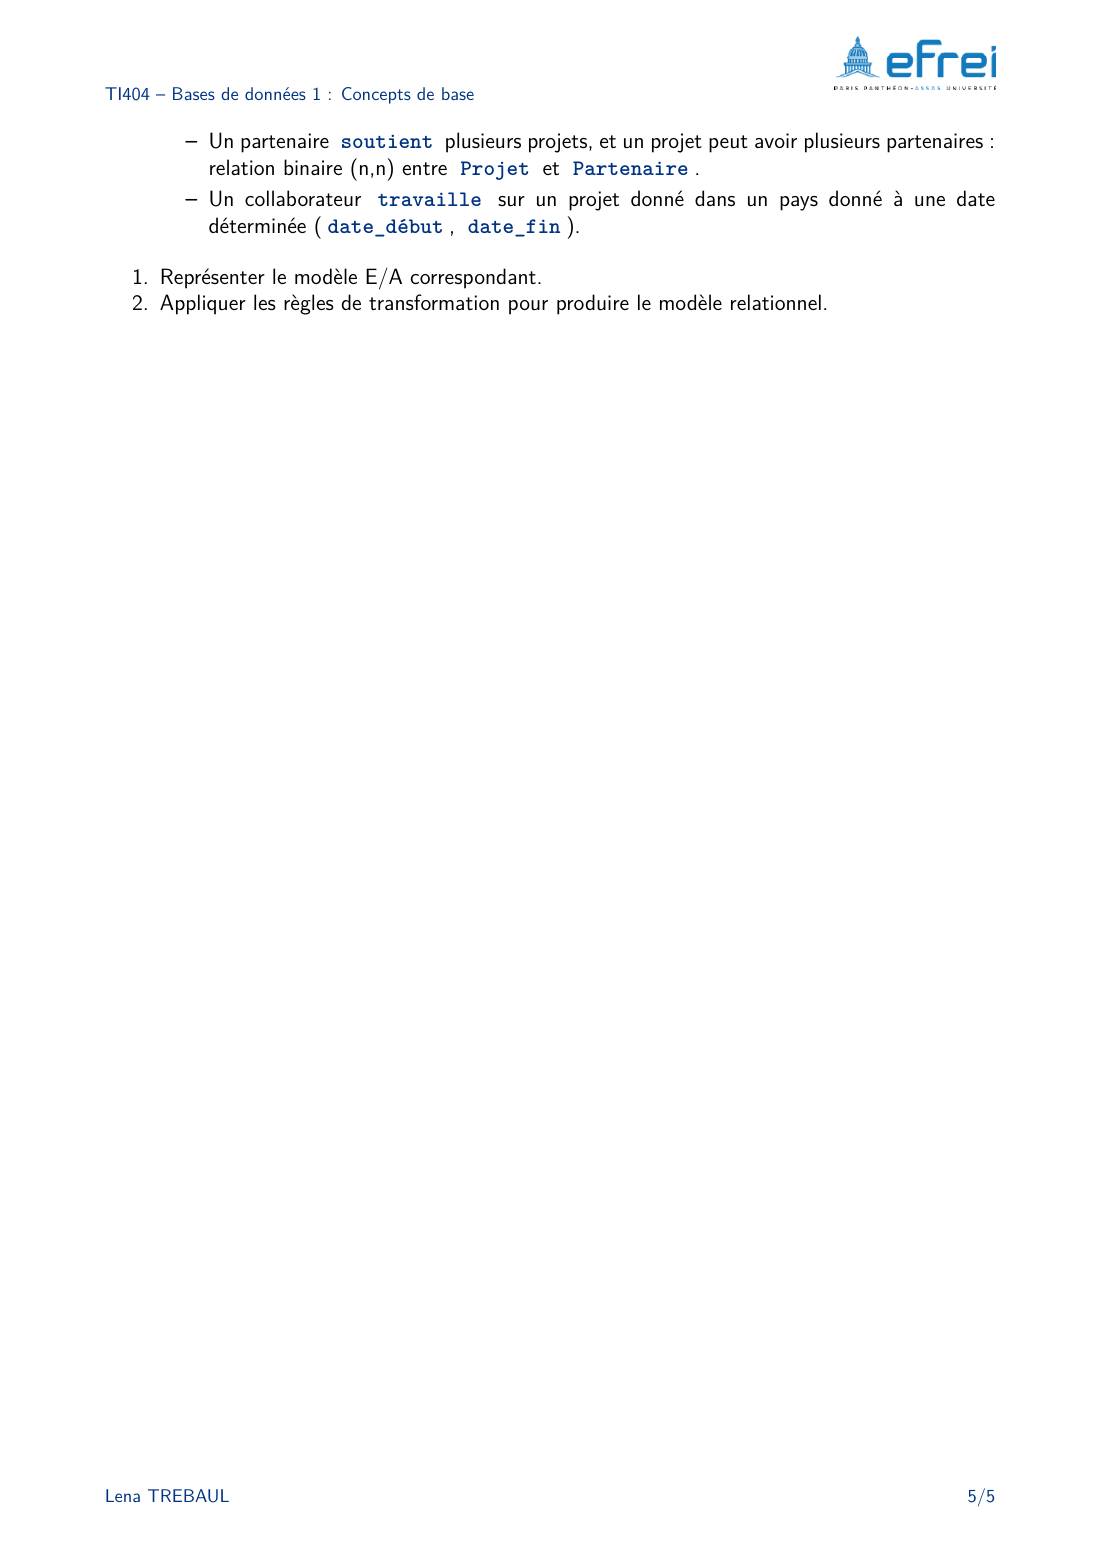 efrei
PARIS PANTHÉON-ASSAS UNIVERSITÉ
TI404 – Bases de données 1 : Concepts de base
– Un partenaire soutient plusieurs projets, et un projet peut avoir plusieurs partenaires :
relation binaire (n,n) entre Projet et Partenaire .
– Un collaborateur travaille sur un projet donné dans un pays donné à une date
déterminée ( date_début , date_fin ).
1. Représenter le modèle E/A correspondant.
2. Appliquer les règles de transformation pour produire le modèle relationnel.
Lena TREBAUL
5/5